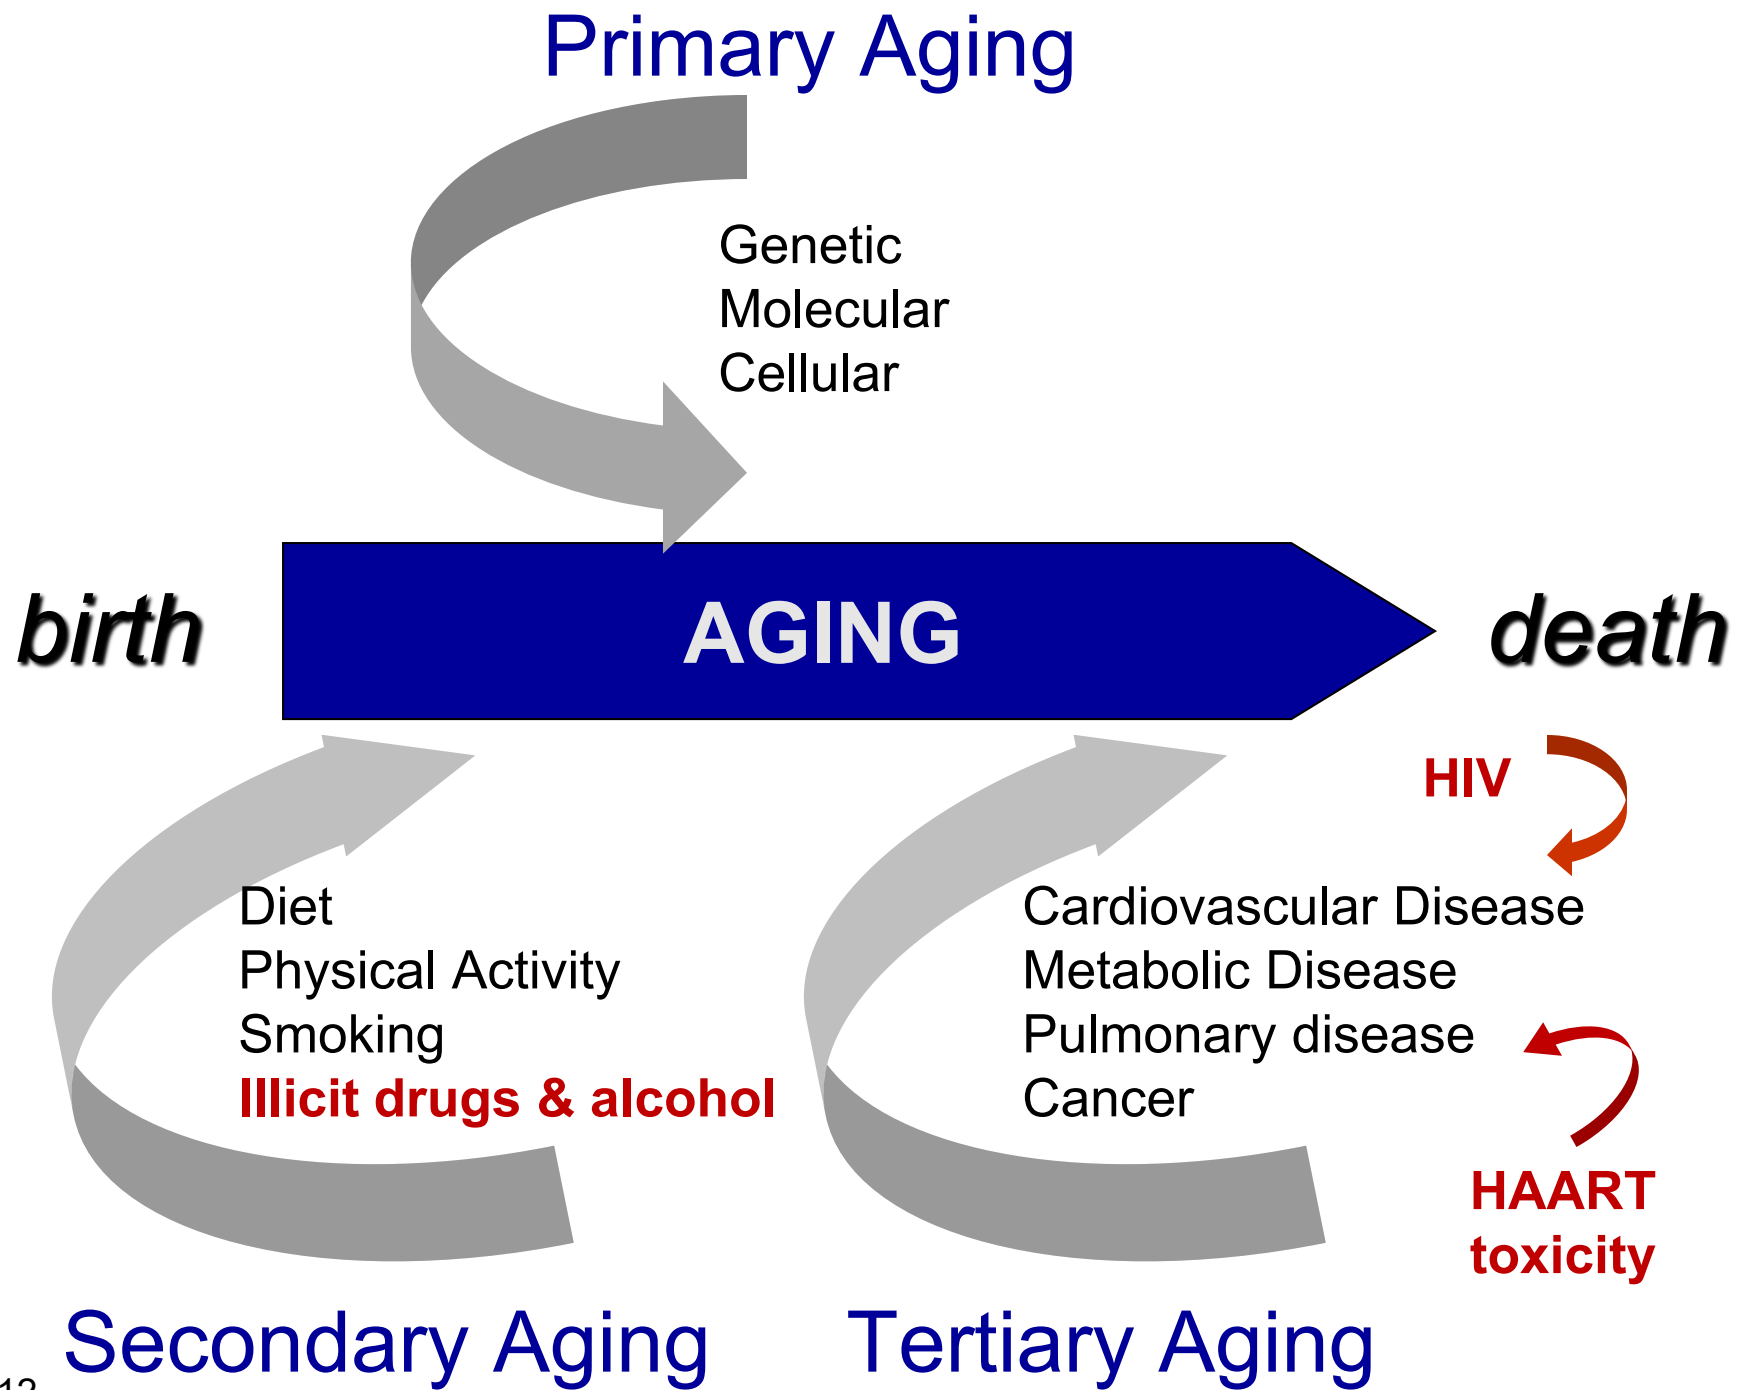 Primary Aging
Genetic
Molecular
Cellular
birth
AGING
death
HIV
Diet
Physical Activity
Smoking
Illicit drugs & alcohol
Cardiovascular Disease
Metabolic Disease
Pulmonary disease
Cancer
HAART
toxicity
Secondary Aging
Tertiary Aging